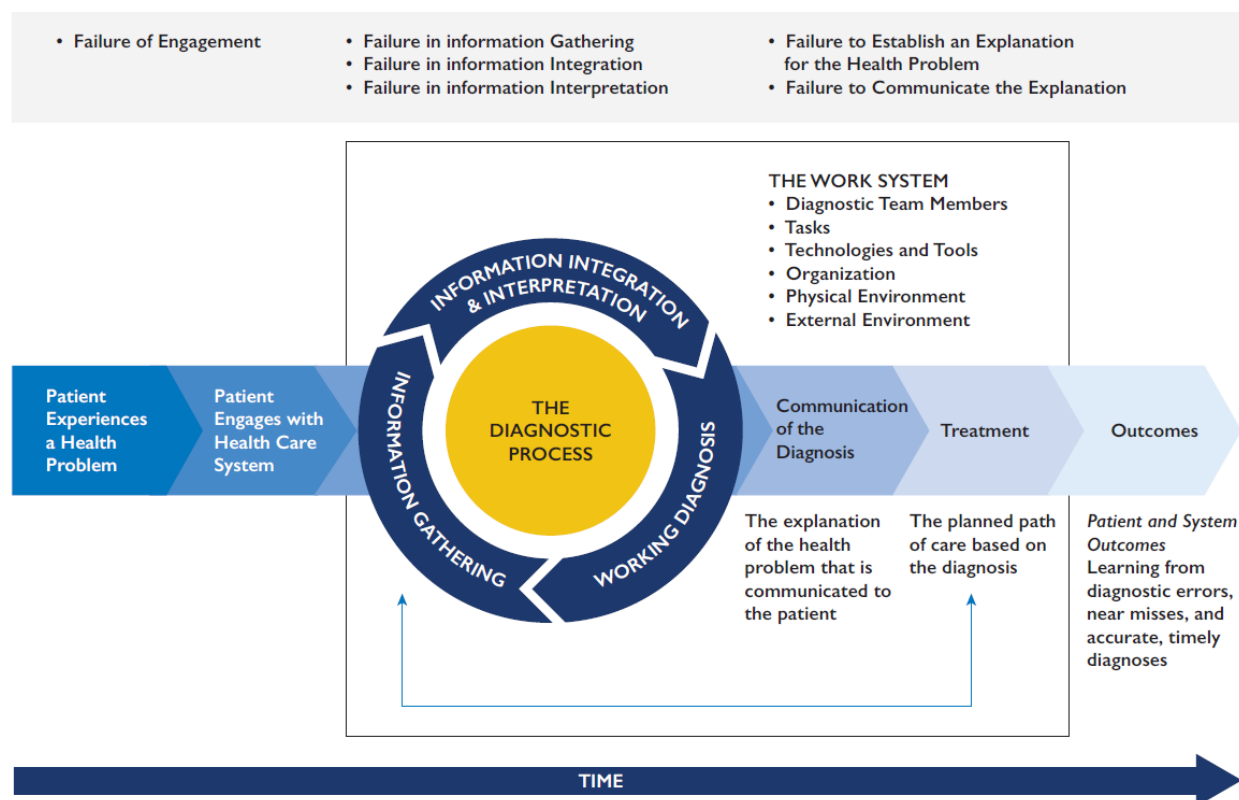 • Failure of Engagement
• Failure in information Gathering
• Failure in information Integration
• Failure in information Interpretation
• Failure to Establish an Explanation
for the Health Problem
• Failure to Communicate the Explanation
THE WORK SYSTEM
• Diagnostic Team Members
• Tasks
• Technologies and Tools
• Organization
• Physical Environment
• External Environment
Patient
Experiences
a Health
Problem
Patient
Engages with
Health Care
System
INFORMATION GATHERING
INFORMATION INTEGRATION
& INTERPRETATION
WORKING DIAGNOSIS
THE
DIAGNOSTIC
PROCESS
Communication
of the
Diagnosis
Treatment
Outcomes
The explanation
of the health
problem that is
communicated to
the patient
The planned path
of care based on
the diagnosis
Patient and System
Outcomes
Learning from
diagnostic errors,
near misses, and
accurate, timely
diagnoses
TIME